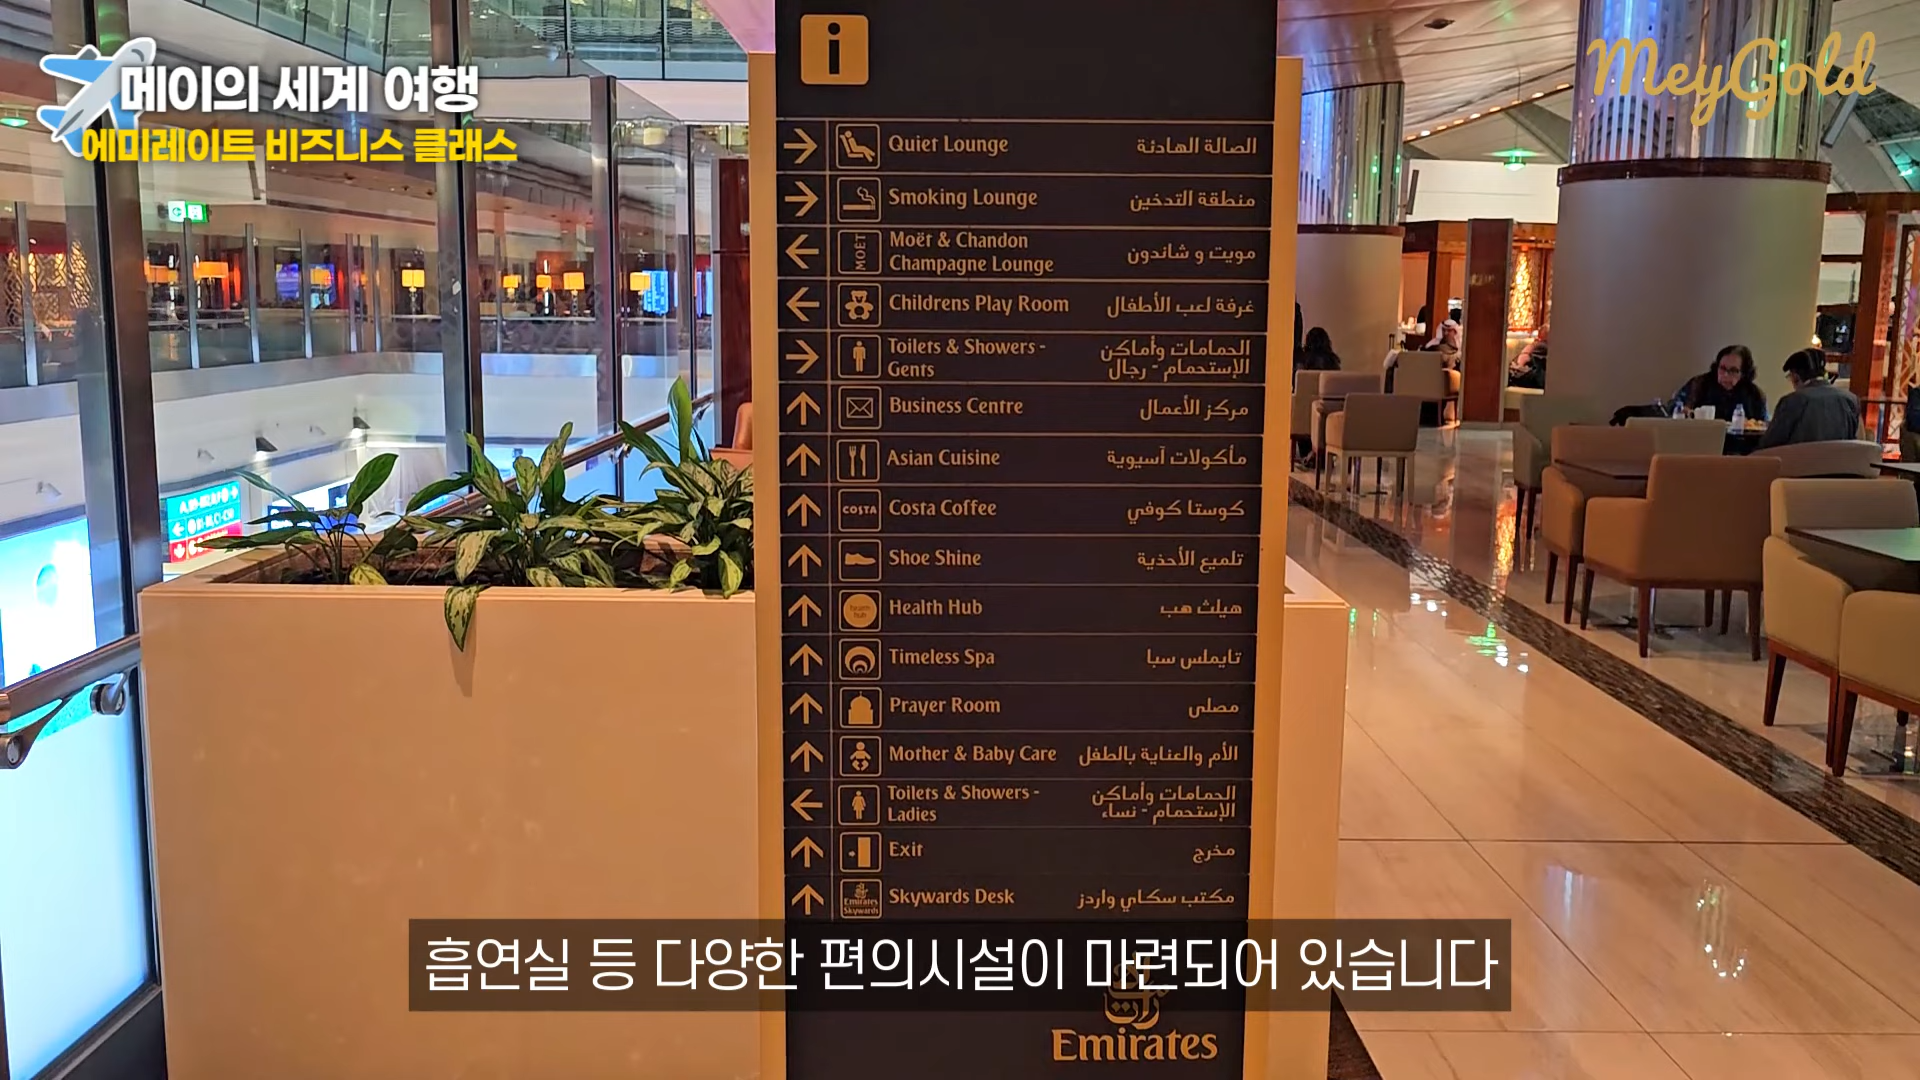 메이의 세계 여행
에미레이트 비즈니스 클래스
MeyGold
i
Quiet Lounge الصالة الهادئة
Smoking Lounge منطقة التدخين
MOËT
Moët & Chandon
Champagne Lounge
مويت و شاندون
Childrens Play Room غرفة لعب الأطفال
Toilets & Showers -
Gents
الحمامات وأماكن
الإستحمام - رجال
Business Centre مركز الأعمال
Asian Cuisine مأكولات آسيوية
COSTA Costa Coffee كوستا كوفي
Shoe Shine تلميع الأحذية
health
hub
Health Hub هيلث هب
Timeless Spa تايملس سبا
Prayer Room مصلى
Mother & Baby Care الأم والعناية بالطفل
Toilets & Showers -
Ladies
الحمامات وأماكن
الإستحمام - نساء
Exit مخرج
Emirates
Skywards
Skywards Desk مكتب سكاي واردز
흡연실 등 다양한 편의시설이 마련되어 있습니다
Emirates